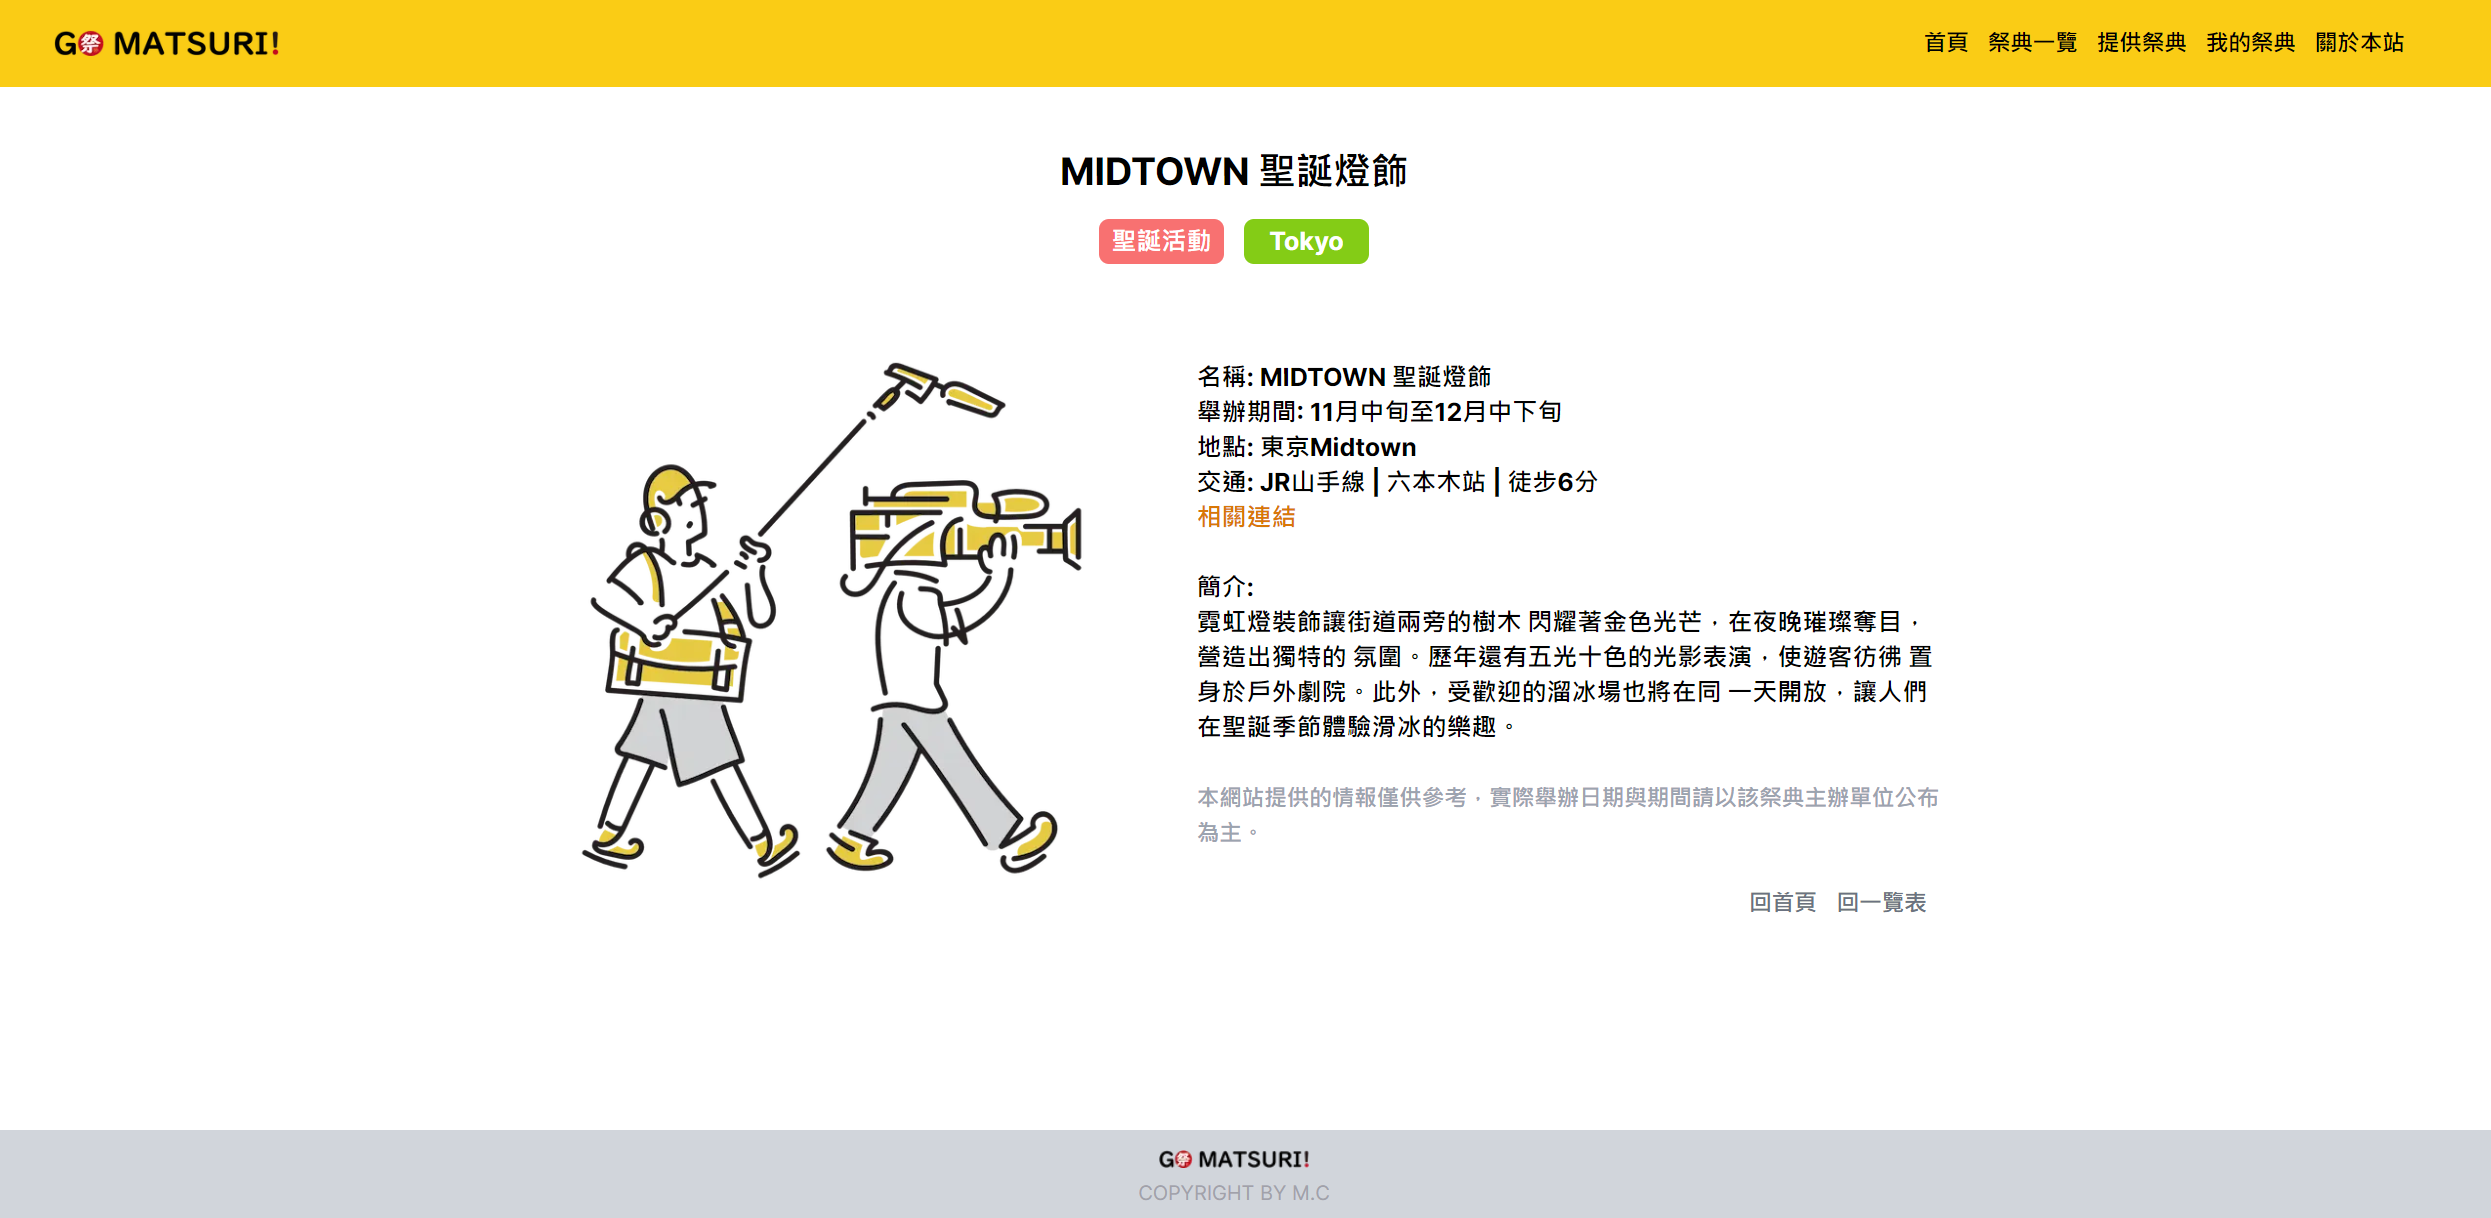 G祭 MATSURI!
首頁 祭典一覽 提供祭典 我的祭典 關於本站
MIDTOWN 聖誕燈飾
聖誕活動 Tokyo
名稱: MIDTOWN 聖誕燈飾
舉辦期間: 11月中旬至12月中下旬
地點: 東京Midtown
交通: JR山手線 | 六本木站 | 徒步6分
相關連結
簡介:
霓虹燈裝飾讓街道兩旁的樹木 閃耀著金色光芒，在夜晚璀璨奪目，
營造出獨特的 氛圍。歷年還有五光十色的光影表演，使遊客彷彿 置
身於戶外劇院。此外，受歡迎的溜冰場也將在同 一天開放，讓人們
在聖誕季節體驗滑冰的樂趣。
本網站提供的情報僅供參考，實際舉辦日期與期間請以該祭典主辦單位公布
為主。
回首頁 回一覽表
G祭 MATSURI!
COPYRIGHT BY M.C